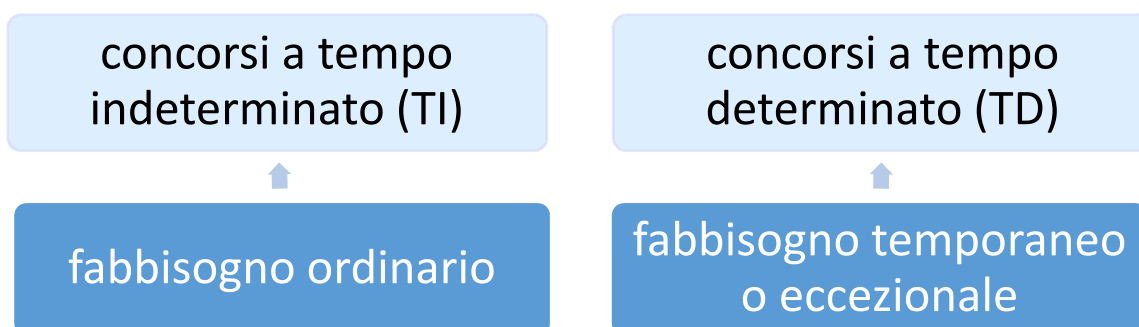 concorsi a tempo
indeterminato (TI)
concorsi a tempo
determinato (TD)
fabbisogno ordinario
fabbisogno temporaneo
o eccezionale